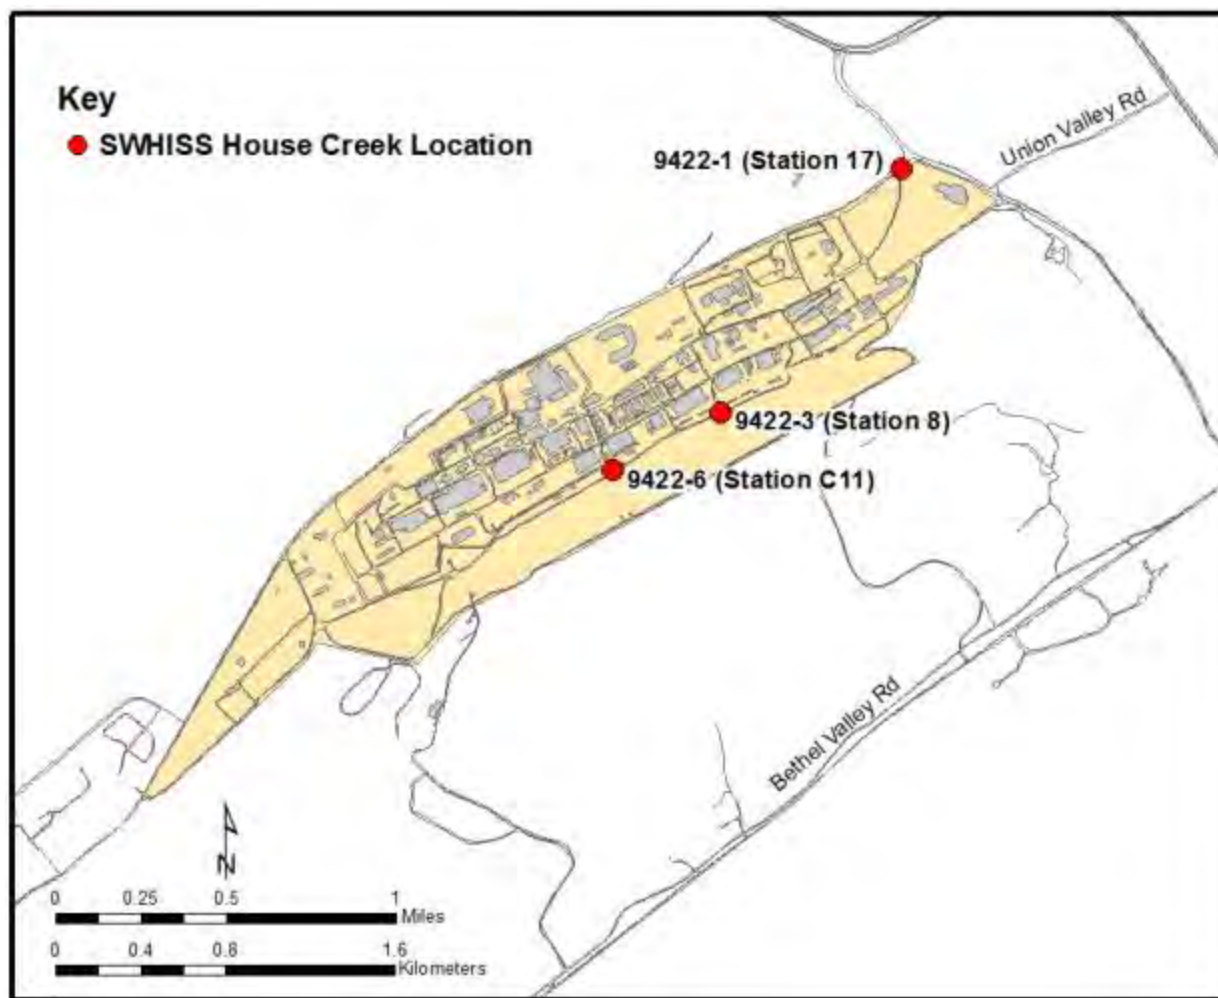 Key
SWHISS House Creek Location
9422-1 (Station 17)
Union Valley Rd
9422-3 (Station 8)
9422-6 (Station C11)
Bethel Valley Rd
N
0 0.25 0.5 1
Miles
0 0.4 0.8 1.6
Kilometers